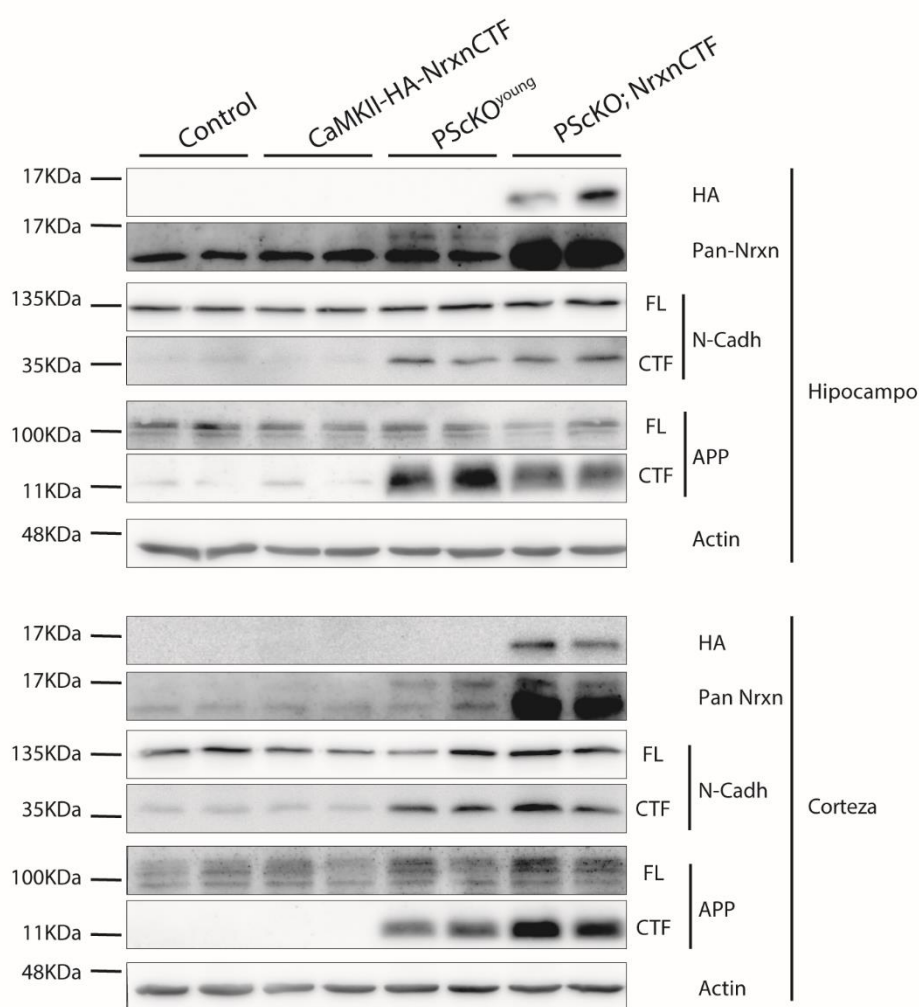 Control
CaMKII-HA-NrxnCTF
PScKOyoung
PScKO; NrxnCTF
17KDa
HA
17KDa
Pan-Nrxn
135KDa
FL
N-Cadh
35KDa
CTF
Hipocampo
100KDa
FL
APP
11KDa
CTF
48KDa
Actin
17KDa
HA
17KDa
Pan Nrxn
135KDa
FL
N-Cadh
35KDa
CTF
Corteza
100KDa
FL
APP
11KDa
CTF
48KDa
Actin